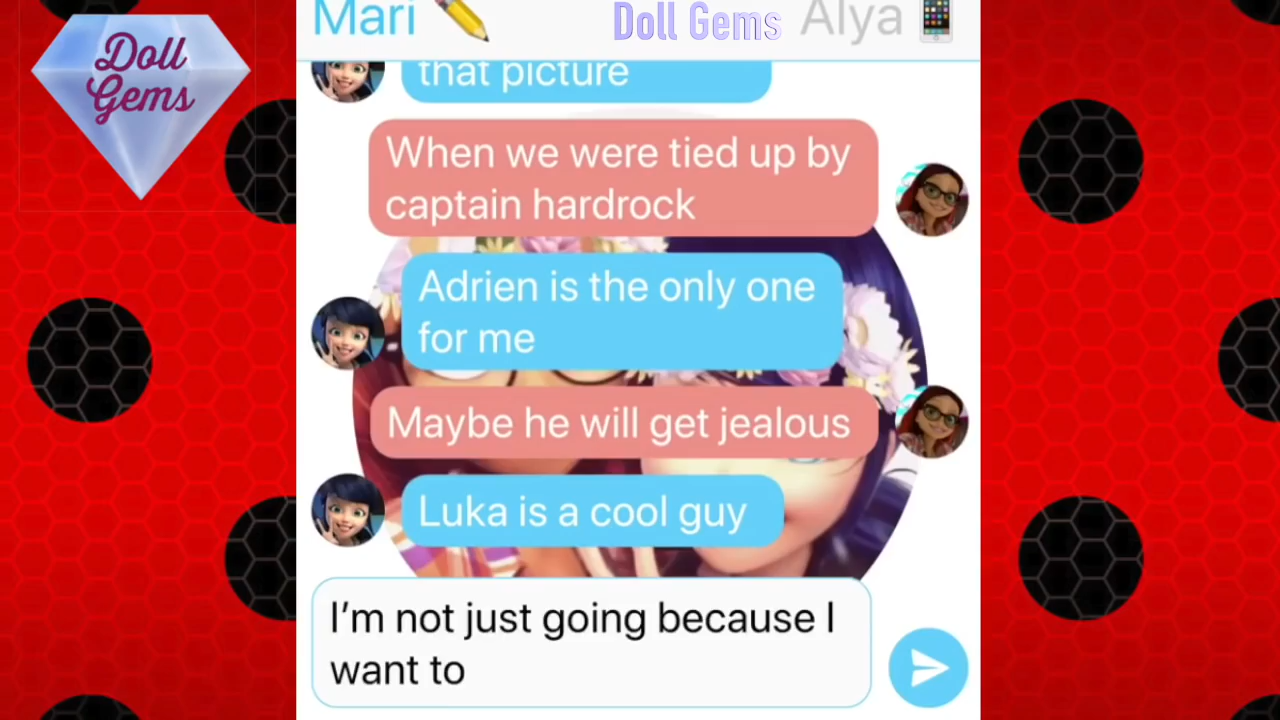 Doll
Gems
Mari
Doll Gems
Alya
that picture
When we were tied up by
captain hardrock
Adrien is the only one
for me
Maybe he will get jealous
Luka is a cool guy
I’m not just going because I
want to